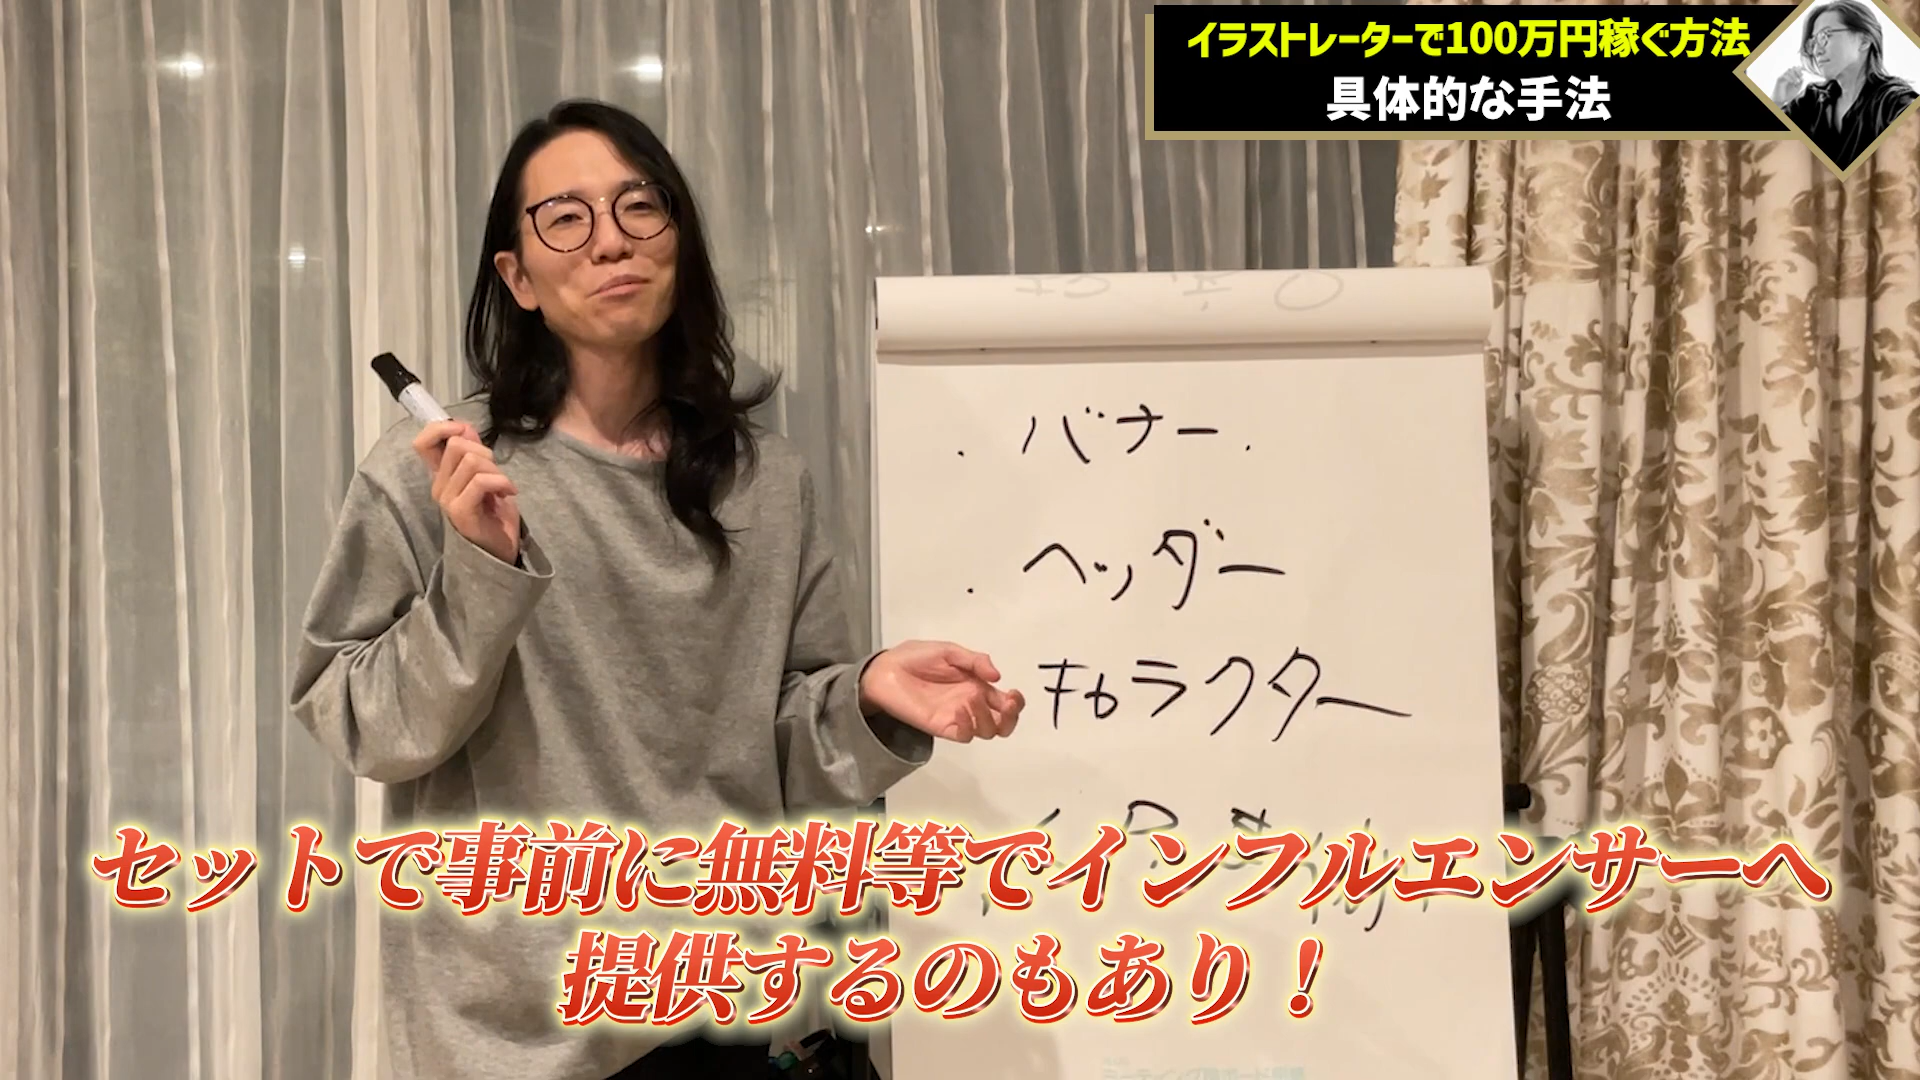 イラストレーターで100万円稼ぐ方法
具体的な手法
・バナー.
・ヘッダー
キャラクター
セットで事前に無料等でインフルエンサーへ
提供するのもあり！